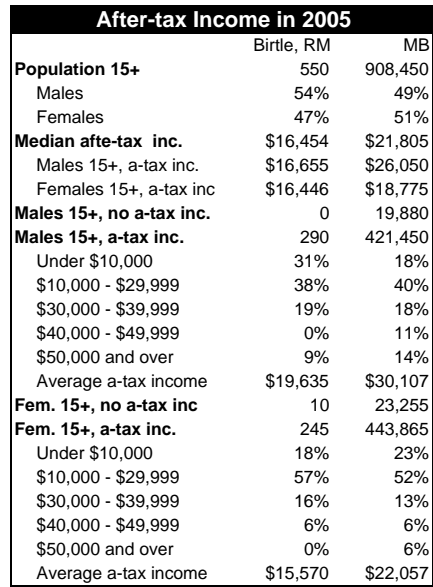 After-tax Income in 2005
Birtle, RM MB
Population 15+ 550 908,450
Males 54% 49%
Females 47% 51%
Median afte-tax inc. $16,454 $21,805
Males 15+, a-tax inc. $16,655 $26,050
Females 15+, a-tax inc $16,446 $18,775
Males 15+, no a-tax inc. 0 19,880
Males 15+, a-tax inc. 290 421,450
Under $10,000 31% 18%
$10,000 - $29,999 38% 40%
$30,000 - $39,999 19% 18%
$40,000 - $49,999 0% 11%
$50,000 and over 9% 14%
Average a-tax income $19,635 $30,107
Fem. 15+, no a-tax inc 10 23,255
Fem. 15+, a-tax inc. 245 443,865
Under $10,000 18% 23%
$10,000 - $29,999 57% 52%
$30,000 - $39,999 16% 13%
$40,000 - $49,999 6% 6%
$50,000 and over 0% 6%
Average a-tax income $15,570 $22,057